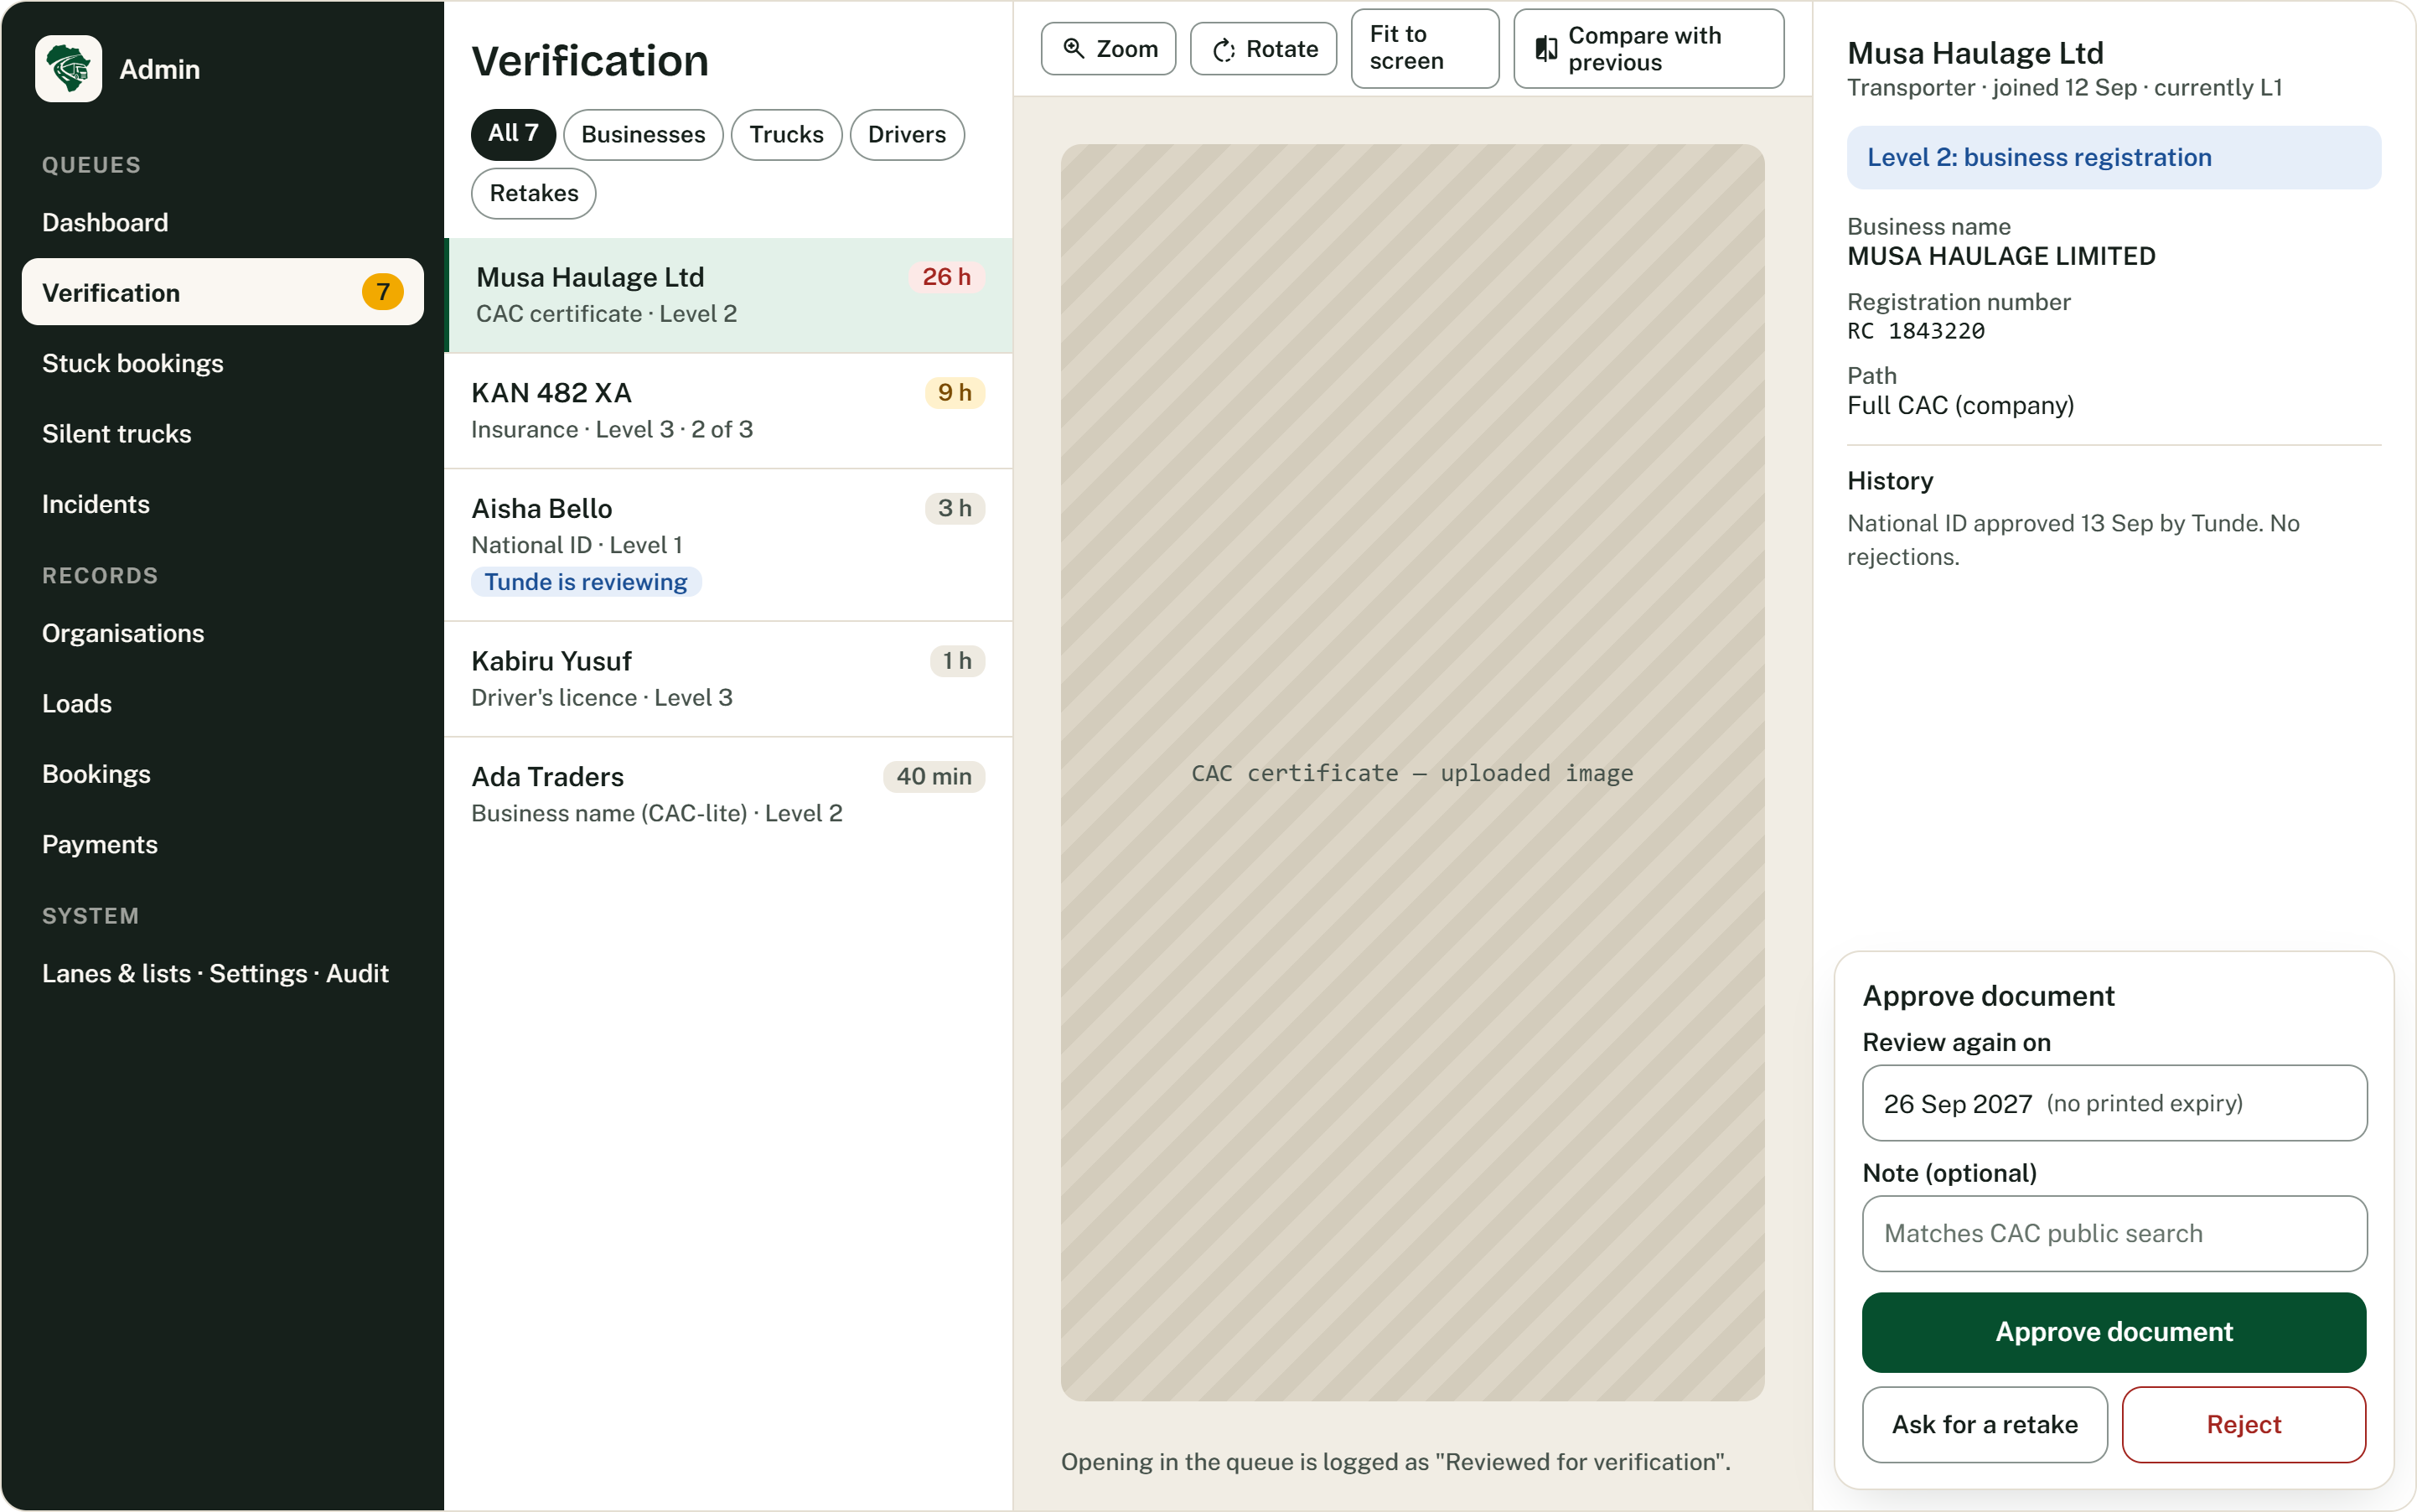 Admin
QUEUES
Dashboard
Verification 7
Stuck bookings
Silent trucks
Incidents
RECORDS
Organisations
Loads
Bookings
Payments
SYSTEM
Lanes & lists · Settings · Audit
Verification
All 7 Businesses Trucks Drivers
Retakes
Musa Haulage Ltd 26 h
CAC certificate · Level 2
KAN 482 XA 9 h
Insurance · Level 3 · 2 of 3
Aisha Bello 3 h
National ID · Level 1
Tunde is reviewing
Kabiru Yusuf 1 h
Driver's licence · Level 3
Ada Traders 40 min
Business name (CAC-lite) · Level 2
Zoom
Rotate
Fit to
screen
Compare with
previous
CAC certificate — uploaded image
Opening in the queue is logged as "Reviewed for verification".
Musa Haulage Ltd
Transporter · joined 12 Sep · currently L1
Level 2: business registration
Business name
MUSA HAULAGE LIMITED
Registration number
RC 1843220
Path
Full CAC (company)
History
National ID approved 13 Sep by Tunde. No
rejections.
Approve document
Review again on
26 Sep 2027 (no printed expiry)
Note (optional)
Matches CAC public search
Approve document
Ask for a retake
Reject